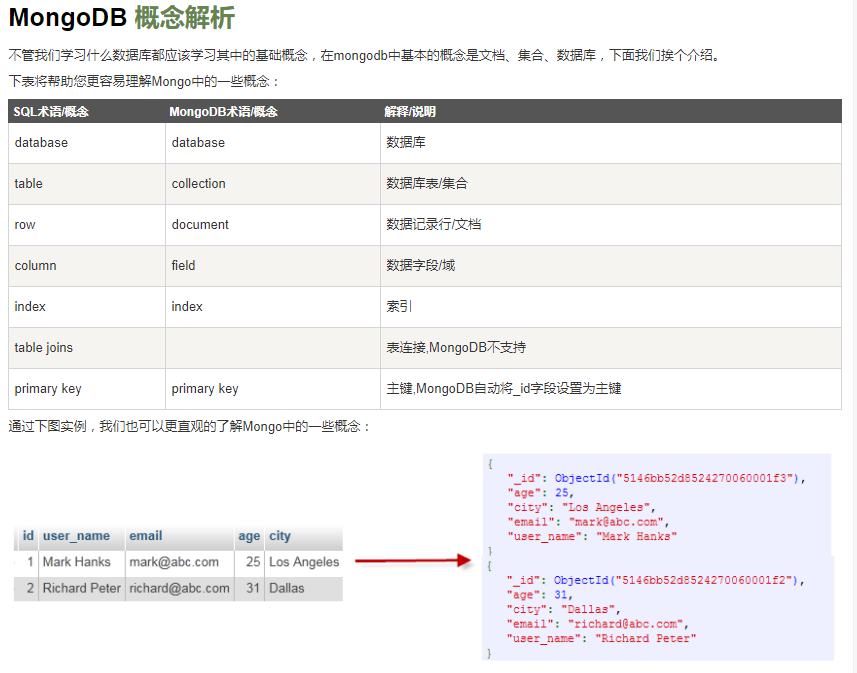 MongoDB 概念解析
不管我们学习什么数据库都应该学习其中的基础概念，在mongodb中基本的概念是文档、集合、数据库，下面我们挨个介绍。
下表将帮助您更容易理解Mongo中的一些概念：
SQL术语/概念 MongoDB术语/概念 解释/说明
database database 数据库
table collection 数据库表/集合
row document 数据记录行/文档
column field 数据字段/域
index index 索引
table joins 表连接,MongoDB不支持
primary key primary key 主键,MongoDB自动将_id字段设置为主键
通过下图实例，我们也可以更直观的了解Mongo中的一些概念：
id user_name email age city
1 Mark Hanks mark@abc.com 25 Los Angeles
2 Richard Peter richard@abc.com 31 Dallas
{
"_id": ObjectId("5146bb52d8524270060001f3"),
"age": 25,
"city": "Los Angeles",
"email": "mark@abc.com",
"user_name": "Mark Hanks"
}
{
"_id": ObjectId("5146bb52d8524270060001f2"),
"age": 31,
"city": "Dallas",
"email": "richard@abc.com",
"user_name": "Richard Peter"
}